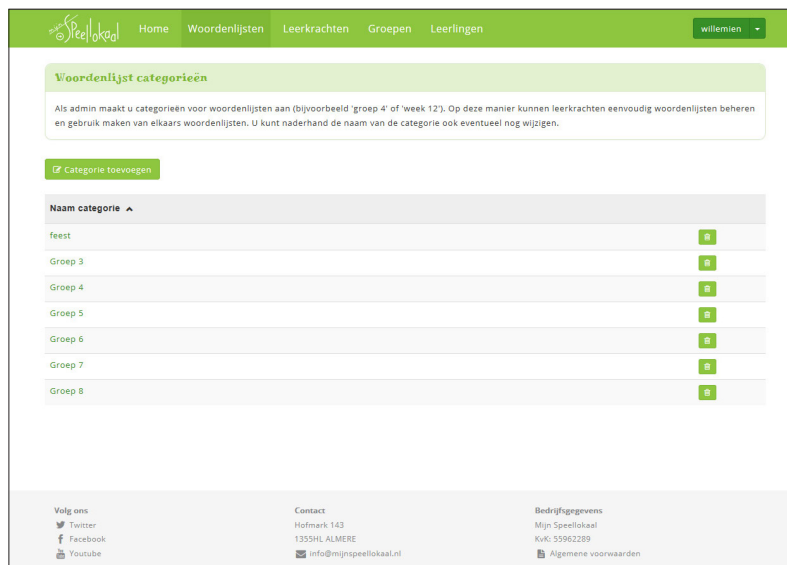 mijn Speellokaal Home Woordenlijsten Leerkrachten Groepen Leerlingen willemien
Woordenlijst categorieën
Als admin maakt u categorieën voor woordenlijsten aan (bijvoorbeeld 'groep 4' of 'week 12'). Op deze manier kunnen leerkrachten eenvoudig woordenlijsten beheren
en gebruik maken van elkaars woordenlijsten. U kunt naderhand de naam van de categorie ook eventueel nog wijzigen.
Categorie toevoegen
Naam categorie
feest
Groep 3
Groep 4
Groep 5
Groep 6
Groep 7
Groep 8
Volg ons
Twitter
Facebook
Youtube
Contact
Hofmark 143
1355HL ALMERE
info@mijnspeellokaal.nl
Bedrijfsgegevens
Mijn Speellokaal
KvK: 55962289
Algemene voorwaarden